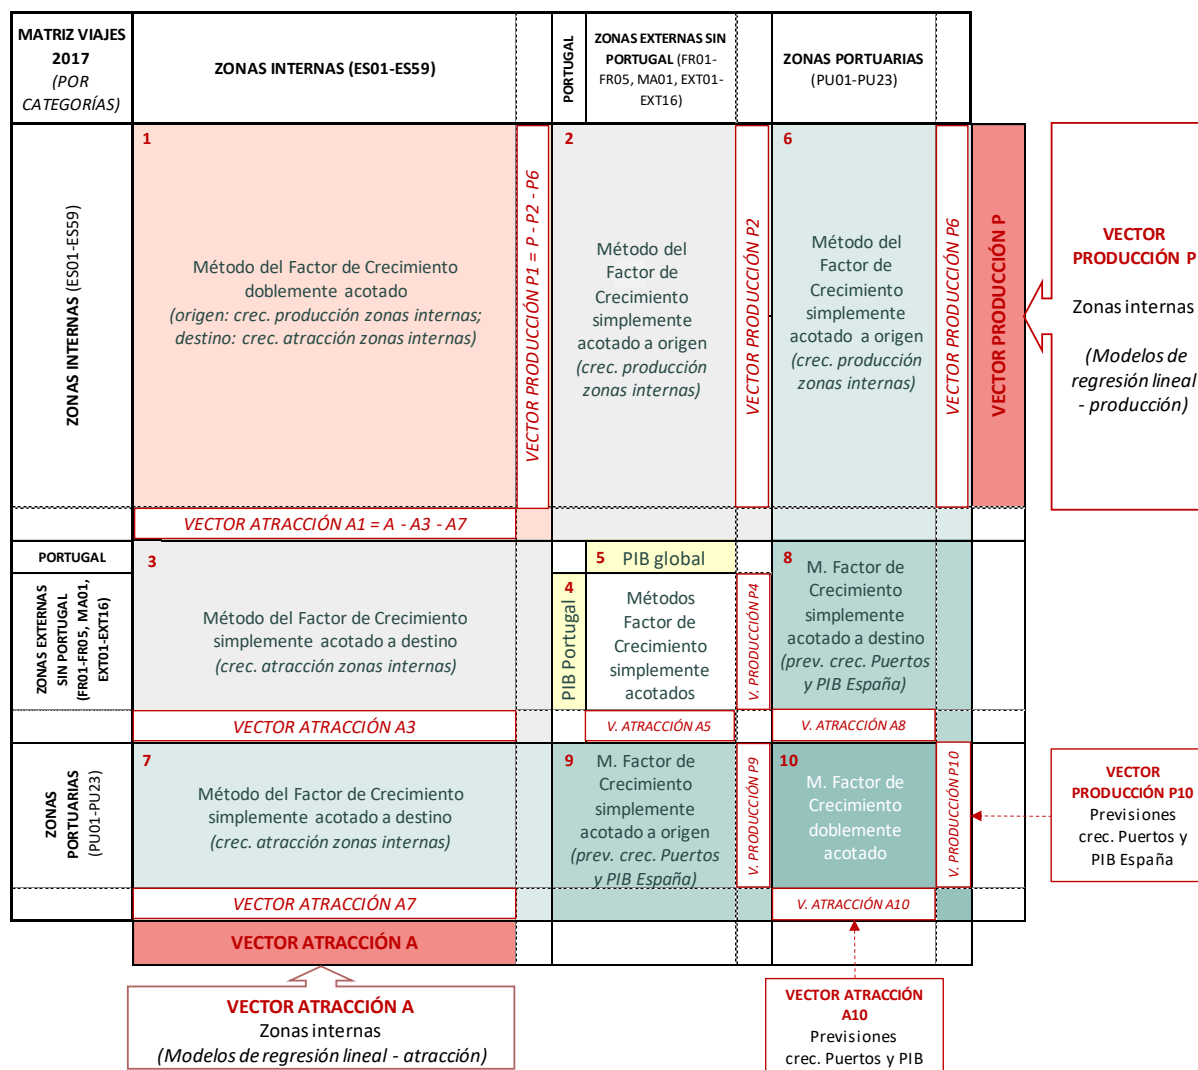 MATRIZ VIAJES
2017
(POR
CATEGORÍAS)
ZONAS INTERNAS (ES01-ES59)
PORTUGAL
ZONAS EXTERNAS SIN
PORTUGAL (FR01-
FR05, MA01, EXT01-
EXT16)
ZONAS PORTUARIAS
(PU01-PU23)
ZONAS INTERNAS (ES01-ES59)
1
Método del Factor de Crecimiento
doblemente acotado
(origen: crec. producción zonas internas;
destino: crec. atracción zonas internas)
VECTOR PRODUCCIÓN P1 = P - P2 - P6
2
Método del
Factor de
Crecimiento
simplemente
acotado a origen
(crec. producción
zonas internas)
VECTOR PRODUCCIÓN P2
6
Método del
Factor de
Crecimiento
simplemente
acotado a origen
(crec. producción
zonas internas)
VECTOR PRODUCCIÓN P6
VECTOR PRODUCCIÓN P
VECTOR
PRODUCCIÓN P
Zonas internas
(Modelos de
regresión lineal
- producción)
VECTOR ATRACCIÓN A1 = A - A3 - A7
PORTUGAL
ZONAS EXTERNAS
SIN PORTUGAL
(FR01-FR05, MA01,
EXT01-EXT16)
3
Método del Factor de Crecimiento
simplemente acotado a destino
(crec. atracción zonas internas)
VECTOR ATRACCIÓN A3
4
PIB Portugal
5 PIB global
Métodos
Factor de
Crecimiento
simplemente
acotados
V. PRODUCCIÓN P4
V. ATRACCIÓN A5
8
M. Factor de
Crecimiento
simplemente
acotado a destino
(prev. crec. Puertos
y PIB España)
V. ATRACCIÓN A8
ZONAS
PORTUARIAS
(PU01-PU23)
7
Método del Factor de Crecimiento
simplemente acotado a destino
(crec. atracción zonas internas)
VECTOR ATRACCIÓN A7
9
M. Factor de
Crecimiento
simplemente
acotado a origen
(prev. crec. Puertos
y PIB España)
V. PRODUCCIÓN P9
10
M. Factor de
Crecimiento
doblemente
acotado
V. PRODUCCIÓN P10
V. ATRACCIÓN A10
VECTOR
PRODUCCIÓN P10
Previsiones
crec. Puertos y
PIB España
VECTOR ATRACCIÓN A
VECTOR ATRACCIÓN A
Zonas internas
(Modelos de regresión lineal - atracción)
VECTOR ATRACCIÓN
A10
Previsiones
crec. Puertos y PIB